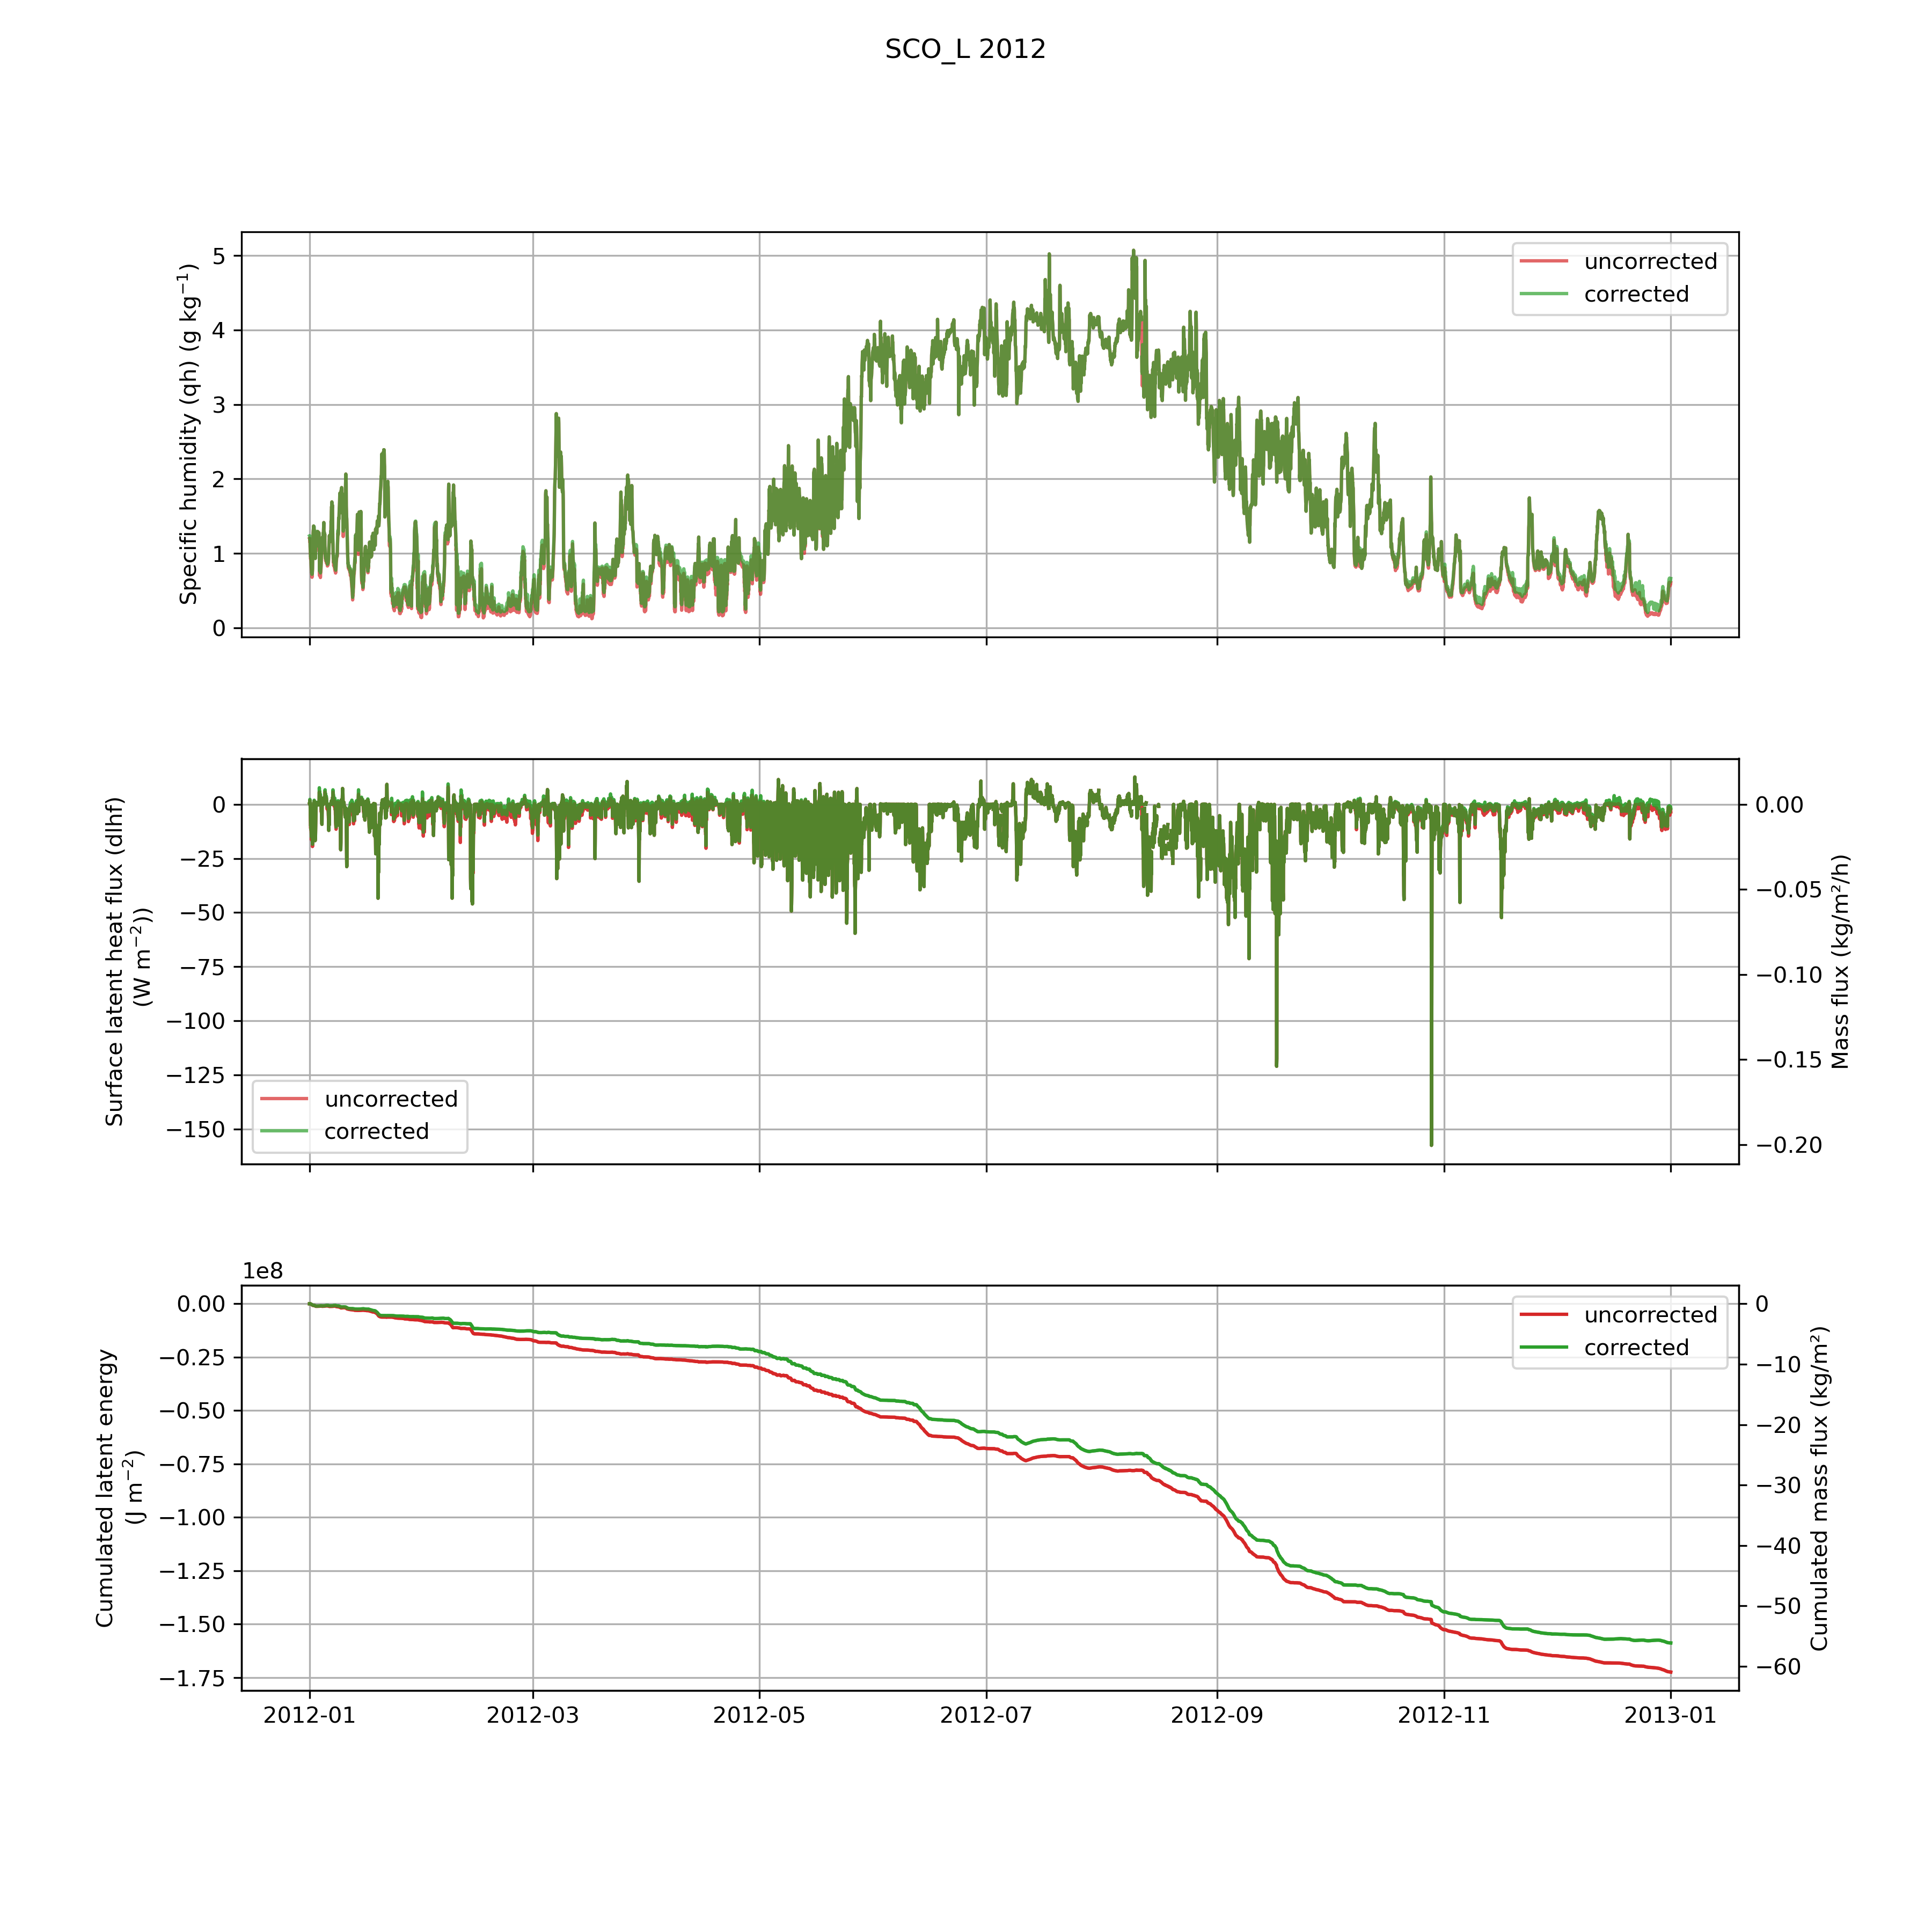 SCO_L 2012
Specific humidity (qh) (g kg⁻¹)
5
4
3
2
1
0
uncorrected
corrected
Surface latent heat flux (dlhf)
(W m⁻²))
0
−25
−50
−75
−100
−125
−150
uncorrected
corrected
0.00
−0.05
−0.10
−0.15
−0.20
Mass flux (kg/m²/h)
1e8
Cumulated latent energy
(J m⁻²)
0.00
−0.25
−0.50
−0.75
−1.00
−1.25
−1.50
−1.75
uncorrected
corrected
0
−10
−20
−30
−40
−50
−60
Cumulated mass flux (kg/m²)
2012-01
2012-03
2012-05
2012-07
2012-09
2012-11
2013-01